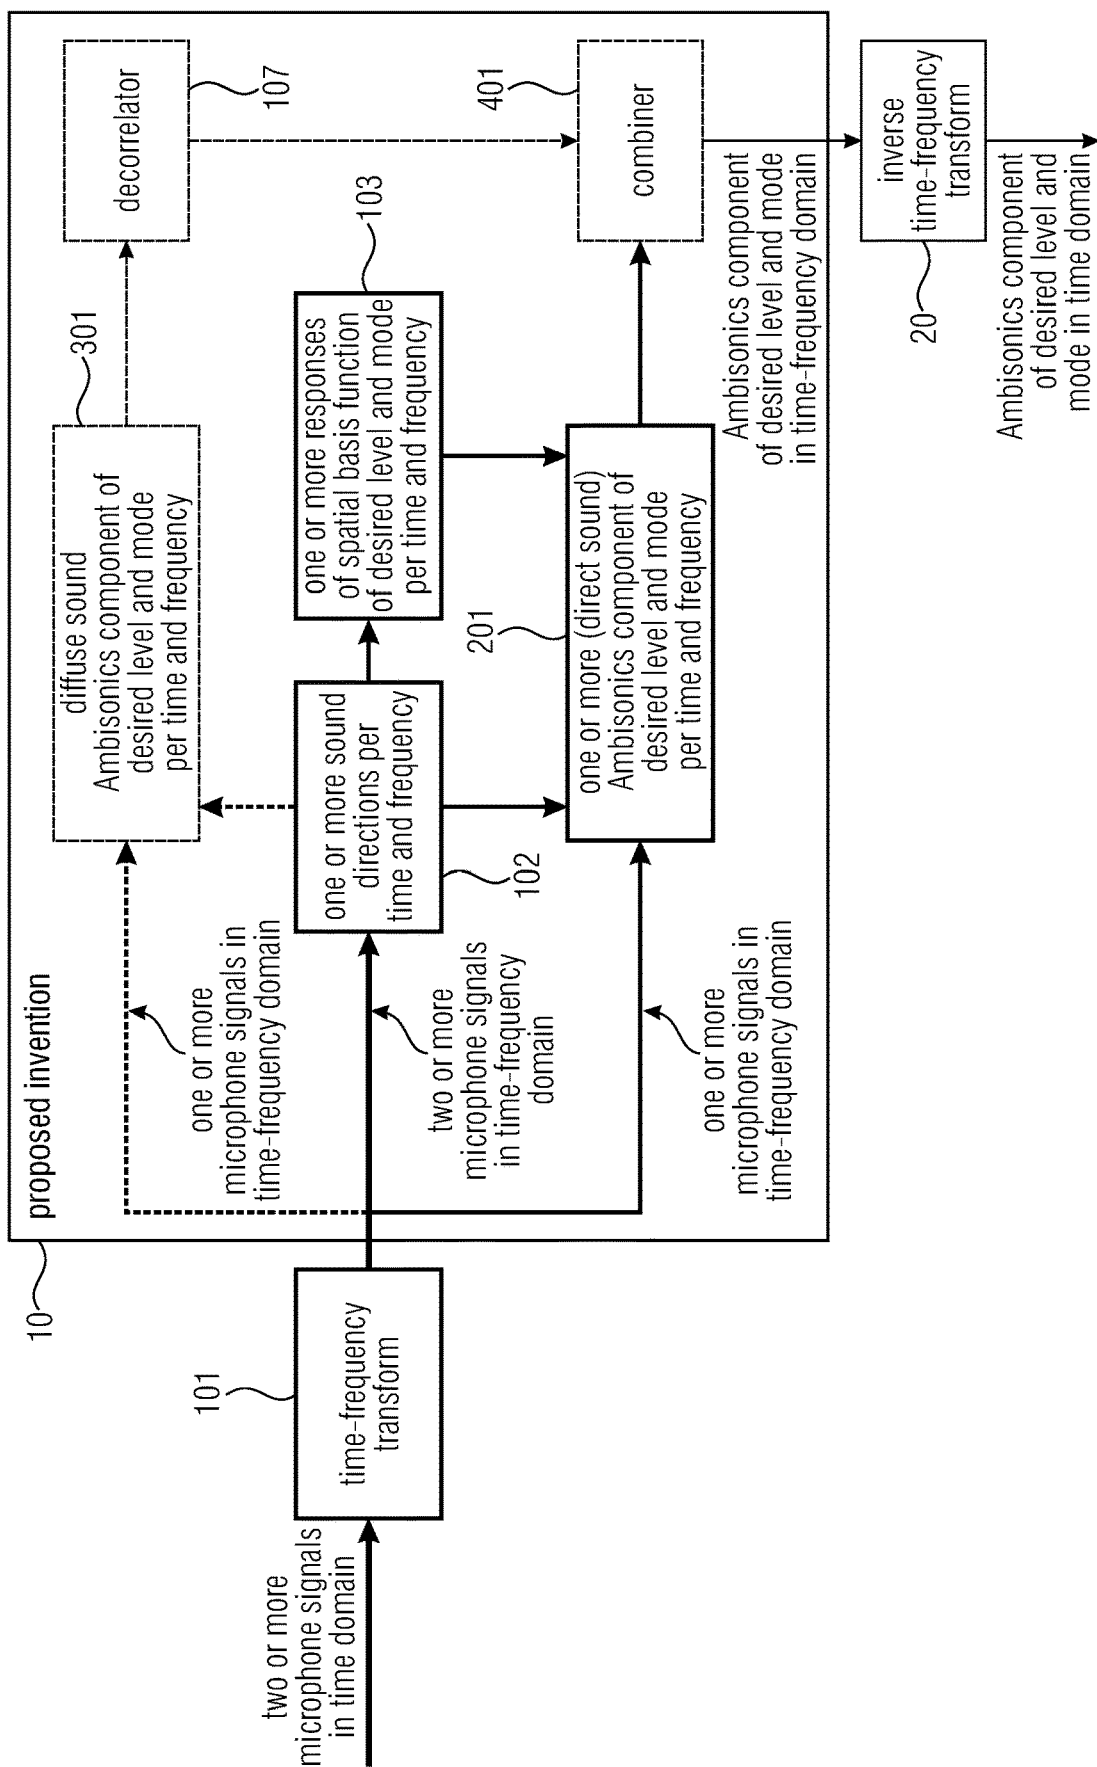 proposed invention
10
two or more
microphone signals
in time domain
101
time-frequency
transform
one or more
microphone signals in
time-frequency domain
two or more
microphone signals
in time-frequency
domain
one or more
microphone signals in
time-frequency domain
301
diffuse sound
Ambisonics component of
desired level and mode
per time and frequency
one or more sound
directions per
time and frequency
102
one or more responses
of spatial basis function
of desired level and mode
per time and frequency
103
201
one or more (direct sound)
Ambisonics component of
desired level and mode
per time and frequency
decorrelator
107
401
combiner
Ambisonics component
of desired level and mode
in time-frequency domain
inverse
time-frequency
transform
20
Ambisonics component
of desired level and
mode in time domain